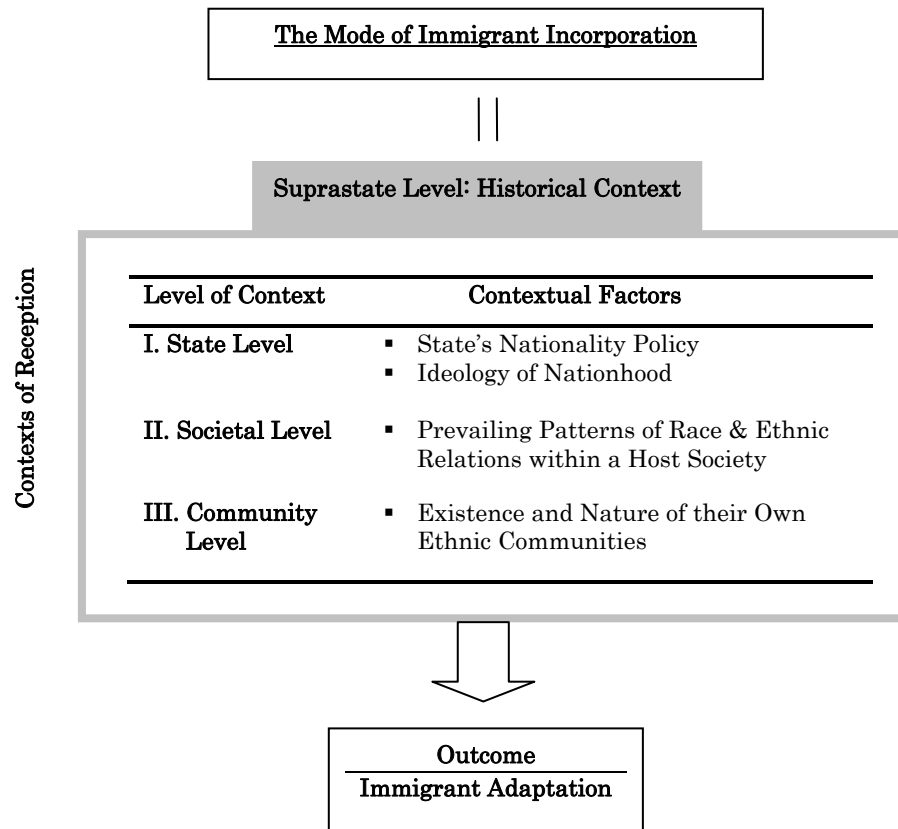 The Mode of Immigrant Incorporation
Suprastate Level: Historical Context
Contexts of Reception
Level of Context Contextual Factors
I. State Level ▪ State's Nationality Policy
▪ Ideology of Nationhood
II. Societal Level ▪ Prevailing Patterns of Race & Ethnic
Relations within a Host Society
III. Community ▪ Existence and Nature of their Own
Level Ethnic Communities
Outcome
Immigrant Adaptation